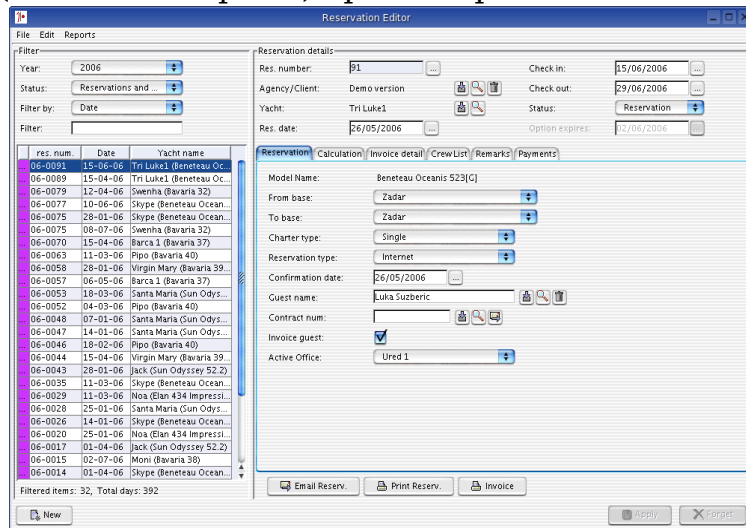 Reservation Editor
File Edit Reports
Filter
Year: 2006
Status: Reservations and ...
Filter by: Date
Filter:
res. num. Date Yacht name
06-0091 15-06-06 Tri Luke1 (Beneteau Oc...
06-0089 15-04-06 Tri Luke1 (Beneteau Oc...
06-0079 12-04-06 Swenha (Bavaria 32)
06-0077 10-06-06 Skype (Beneteau Ocean...
06-0075 28-01-06 Skype (Beneteau Ocean...
06-0075 08-07-06 Swenha (Bavaria 32)
06-0070 15-04-06 Barca 1 (Bavaria 37)
06-0063 11-03-06 Pipo (Bavaria 40)
06-0058 28-01-06 Virgin Mary (Bavaria 39...
06-0057 06-05-06 Barca 1 (Bavaria 37)
06-0053 18-03-06 Santa Maria (Sun Odys...
06-0052 04-03-06 Pipo (Bavaria 40)
06-0048 07-01-06 Santa Maria (Sun Odys...
06-0047 14-01-06 Santa Maria (Sun Odys...
06-0046 18-02-06 Pipo (Bavaria 40)
06-0044 15-04-06 Virgin Mary (Bavaria 39...
06-0043 28-01-06 Jack (Sun Odyssey 52.2)
06-0035 11-03-06 Skype (Beneteau Ocean...
06-0029 11-03-06 Noa (Elan 434 Impressi...
06-0028 25-01-06 Santa Maria (Sun Odys...
06-0026 14-01-06 Skype (Beneteau Ocean...
06-0020 25-01-06 Noa (Elan 434 Impressi...
06-0017 01-04-06 Jack (Sun Odyssey 52.2)
06-0015 02-07-06 Moni (Bavaria 38)
06-0014 01-04-06 Skype (Beneteau Ocean...
Filtered items: 32, Total days: 392
New
Reservation details
Res. number: 91 ... Check in: 15/06/2006 ...
Agency/Client: Demo version Check out: 29/06/2006 ...
Yacht: Tri Luke1 Status: Reservation
Res. date: 26/05/2006 ... Option expires: 02/06/2006 ...
Reservation Calculation Invoice detail Crew List Remarks Payments
Model Name: Beneteau Oceanis 523[G]
From base: Zadar
To base: Zadar
Charter type: Single
Reservation type: Internet
Confirmation date: 26/05/2006 ...
Guest name: Luka Suzberic
Contract num:
Invoice guest:
Active Office: Ured 1
Email Reserv. Print Reserv. Invoice
Apply Forget